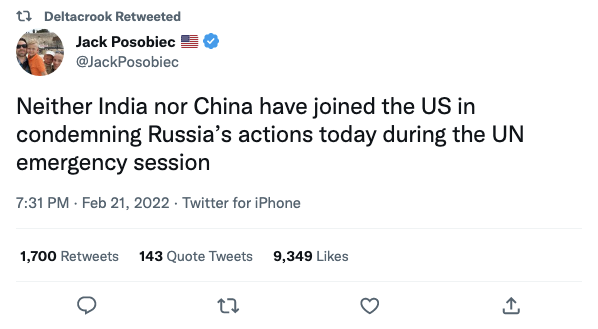 Deltacrook Retweeted
Jack Posobiec 🇺🇸
@JackPosobiec
Neither India nor China have joined the US in
condemning Russia’s actions today during the UN
emergency session
7:31 PM · Feb 21, 2022 · Twitter for iPhone
1,700 Retweets 143 Quote Tweets 9,349 Likes